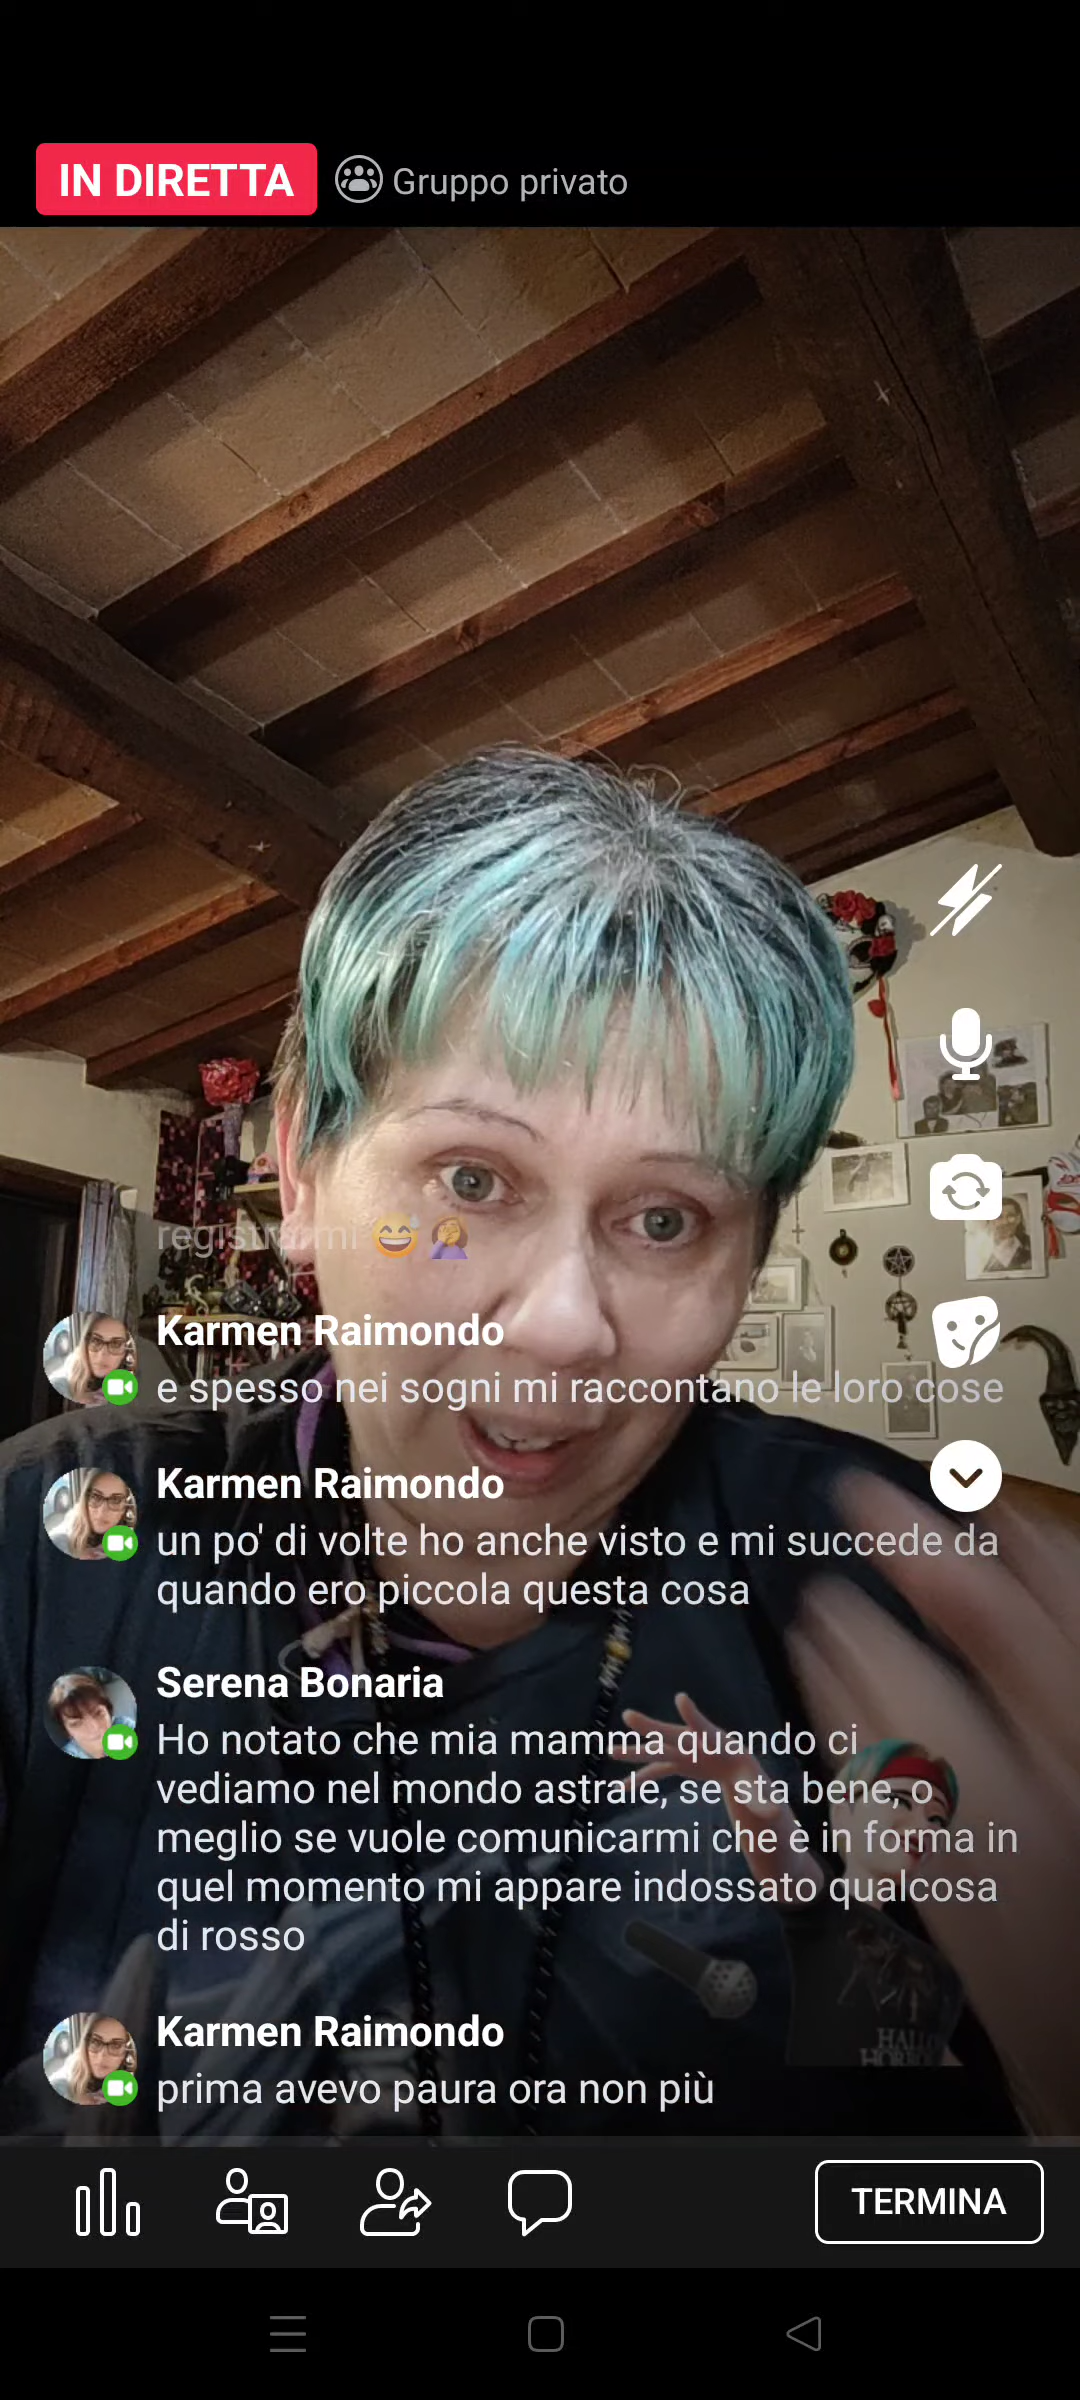 IN DIRETTA
Gruppo privato
registrarmi 😅🤦‍♀️
Karmen Raimondo
e spesso nei sogni mi raccontano le loro cose
Karmen Raimondo
un po' di volte ho anche visto e mi succede da
quando ero piccola questa cosa
Serena Bonaria
Ho notato che mia mamma quando ci
vediamo nel mondo astrale, se sta bene, o
meglio se vuole comunicarmi che è in forma in
quel momento mi appare indossato qualcosa
di rosso
Karmen Raimondo
prima avevo paura ora non più
TERMINA